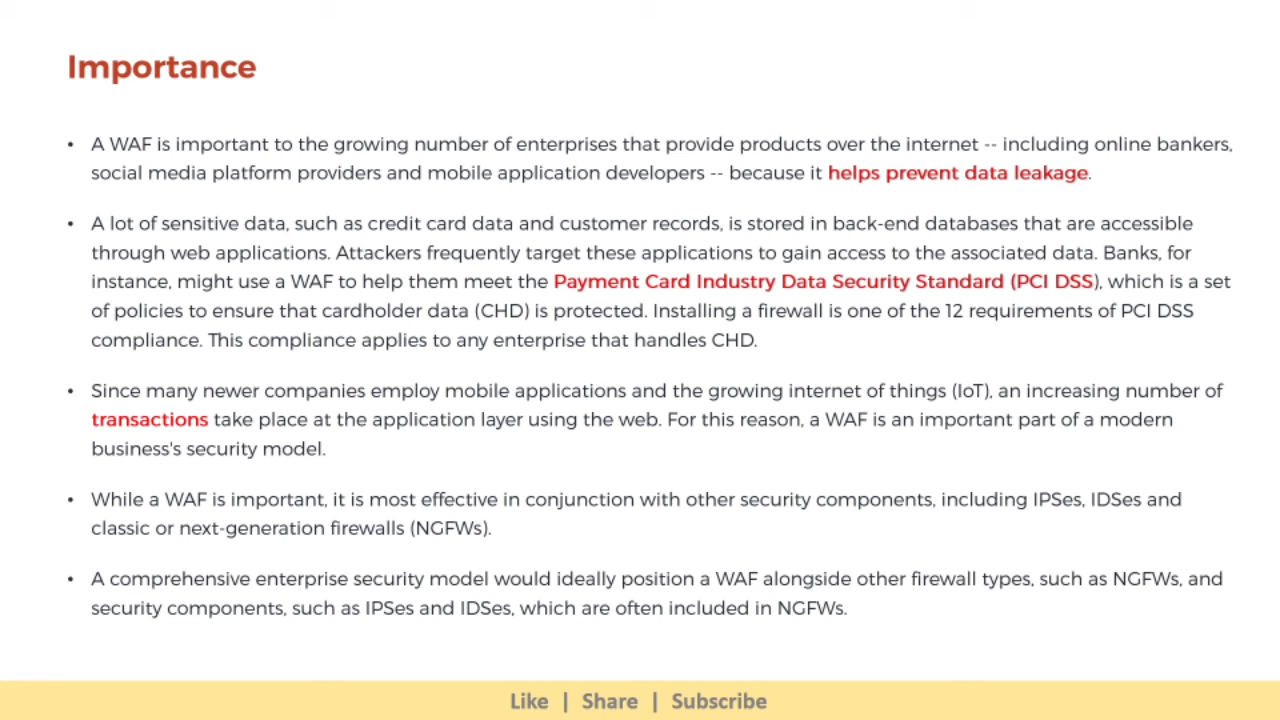 Importance
• A WAF is important to the growing number of enterprises that provide products over the internet -- including online bankers,
social media platform providers and mobile application developers -- because it helps prevent data leakage.
• A lot of sensitive data, such as credit card data and customer records, is stored in back-end databases that are accessible
through web applications. Attackers frequently target these applications to gain access to the associated data. Banks, for
instance, might use a WAF to help them meet the Payment Card Industry Data Security Standard (PCI DSS), which is a set
of policies to ensure that cardholder data (CHD) is protected. Installing a firewall is one of the 12 requirements of PCI DSS
compliance. This compliance applies to any enterprise that handles CHD.
• Since many newer companies employ mobile applications and the growing internet of things (IoT), an increasing number of
transactions take place at the application layer using the web. For this reason, a WAF is an important part of a modern
business's security model.
• While a WAF is important, it is most effective in conjunction with other security components, including IPSes, IDSes and
classic or next-generation firewalls (NGFWs).
• A comprehensive enterprise security model would ideally position a WAF alongside other firewall types, such as NGFWs, and
security components, such as IPSes and IDSes, which are often included in NGFWs.
Like | Share | Subscribe